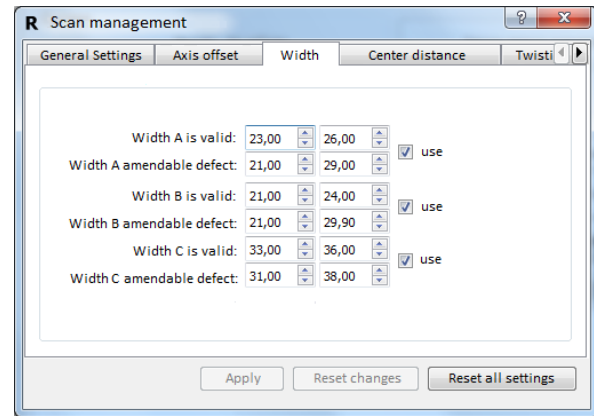 R Scan management
General Settings Axis offset Width Center distance Twisti
Width A is valid: 23,00 26,00
use
Width A amendable defect: 21,00 29,00
Width B is valid: 21,00 24,00
use
Width B amendable defect: 21,00 29,90
Width C is valid: 33,00 36,00
use
Width C amendable defect: 31,00 38,00
Apply Reset changes Reset all settings